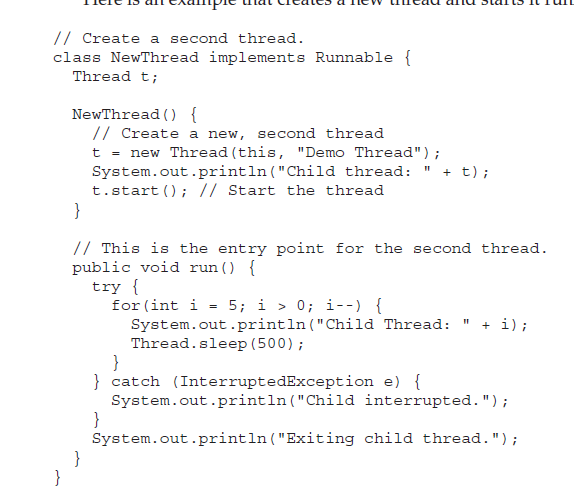 Here is an example that creates a new thread and starts it run
// Create a second thread.
class NewThread implements Runnable {
  Thread t;

  NewThread() {
    // Create a new, second thread
    t = new Thread(this, "Demo Thread");
    System.out.println("Child thread: " + t);
    t.start(); // Start the thread
  }

  // This is the entry point for the second thread.
  public void run() {
    try {
      for(int i = 5; i > 0; i--) {
        System.out.println("Child Thread: " + i);
        Thread.sleep(500);
      }
    } catch (InterruptedException e) {
      System.out.println("Child interrupted.");
    }
    System.out.println("Exiting child thread.");
  }
}